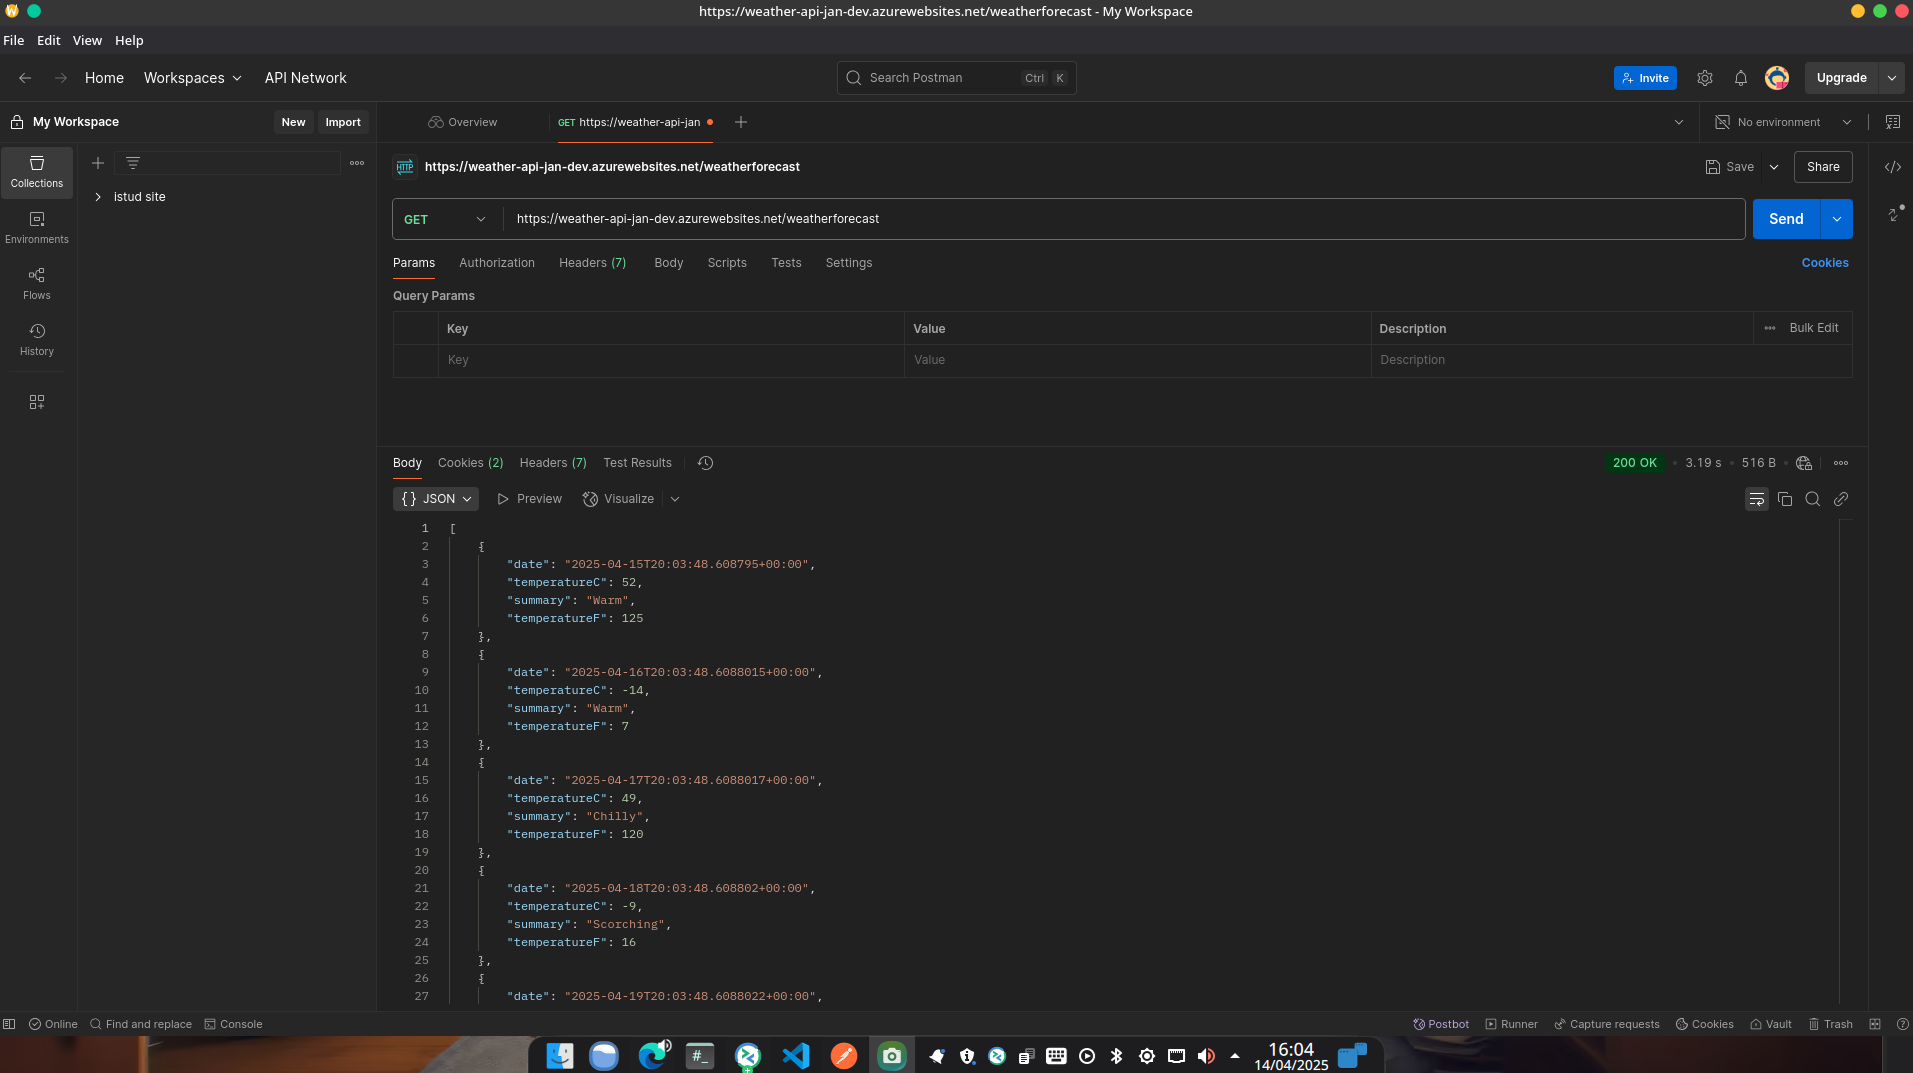 https://weather-api-jan-dev.azurewebsites.net/weatherforecast - My Workspace
File Edit View Help
Home Workspaces API Network
Search Postman Ctrl K
Invite
Upgrade
My Workspace
New Import
Overview
GET https://weather-api-jan
No environment
Collections
Environments
Flows
History
istud site
HTTP https://weather-api-jan-dev.azurewebsites.net/weatherforecast
Save Share
GET https://weather-api-jan-dev.azurewebsites.net/weatherforecast
Send
Params Authorization Headers (7) Body Scripts Tests Settings
Cookies
Query Params
Key Value Description Bulk Edit
Key Value Description
Body Cookies (2) Headers (7) Test Results
200 OK • 3.19 s • 516 B •
{} JSON Preview Visualize
1 [
2 {
3 "date": "2025-04-15T20:03:48.608795+00:00",
4 "temperatureC": 52,
5 "summary": "Warm",
6 "temperatureF": 125
7 },
8 {
9 "date": "2025-04-16T20:03:48.6088015+00:00",
10 "temperatureC": -14,
11 "summary": "Warm",
12 "temperatureF": 7
13 },
14 {
15 "date": "2025-04-17T20:03:48.6088017+00:00",
16 "temperatureC": 49,
17 "summary": "Chilly",
18 "temperatureF": 120
19 },
20 {
21 "date": "2025-04-18T20:03:48.608802+00:00",
22 "temperatureC": -9,
23 "summary": "Scorching",
24 "temperatureF": 16
25 },
26 {
27 "date": "2025-04-19T20:03:48.6088022+00:00",
Online Find and replace Console
Postbot Runner Capture requests Cookies Vault Trash
16:04
14/04/2025